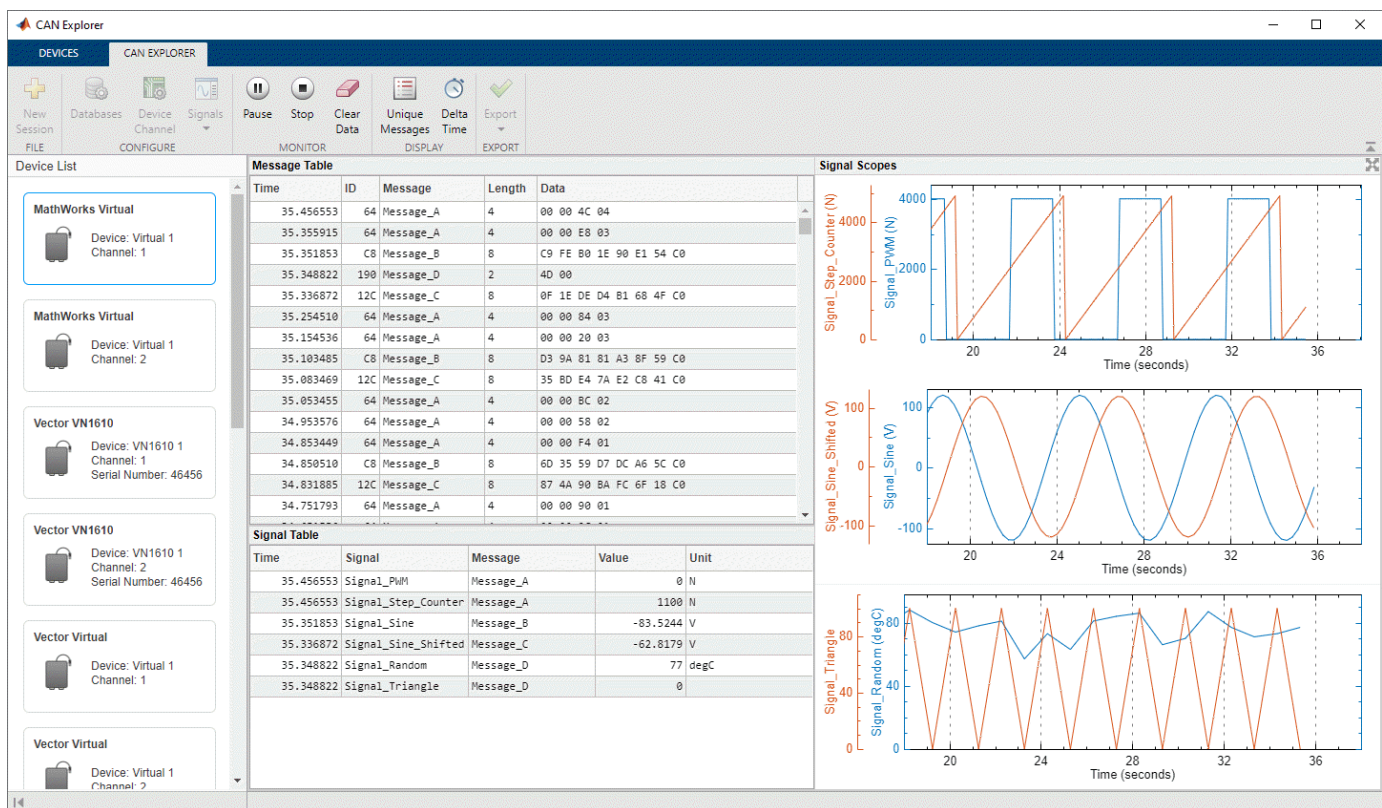 CAN Explorer
DEVICES CAN EXPLORER
New Session Databases Device Channel Signals Pause Stop Clear Data Unique Messages Delta Time Export
FILE CONFIGURE MONITOR DISPLAY EXPORT
Device List
MathWorks Virtual
Device: Virtual 1
Channel: 1
MathWorks Virtual
Device: Virtual 1
Channel: 2
Vector VN1610
Device: VN1610 1
Channel: 1
Serial Number: 46456
Vector VN1610
Device: VN1610 1
Channel: 2
Serial Number: 46456
Vector Virtual
Device: Virtual 1
Channel: 1
Vector Virtual
Device: Virtual 1
Channel: 2
Message Table
Time ID Message Length Data
35.456553 64 Message_A 4 00 00 4C 04
35.355915 64 Message_A 4 00 00 E8 03
35.351853 C8 Message_B 8 C9 FE B0 1E 90 E1 54 C0
35.348822 190 Message_D 2 4D 00
35.336872 12C Message_C 8 0F 1E DE D4 B1 68 4F C0
35.254510 64 Message_A 4 00 00 84 03
35.154536 64 Message_A 4 00 00 20 03
35.103485 C8 Message_B 8 D3 9A 81 81 A3 8F 59 C0
35.083469 12C Message_C 8 35 BD E4 7A E2 C8 41 C0
35.053455 64 Message_A 4 00 00 BC 02
34.953576 64 Message_A 4 00 00 58 02
34.853449 64 Message_A 4 00 00 F4 01
34.850510 C8 Message_B 8 6D 35 59 D7 DC A6 5C C0
34.831885 12C Message_C 8 87 4A 90 BA FC 6F 18 C0
34.751793 64 Message_A 4 00 00 90 01
Signal Table
Time Signal Message Value Unit
35.456553 Signal_PWM Message_A 0 N
35.456553 Signal_Step_Counter Message_A 1100 N
35.351853 Signal_Sine Message_B -83.5244 V
35.336872 Signal_Sine_Shifted Message_C -62.8179 V
35.348822 Signal_Random Message_D 77 degC
35.348822 Signal_Triangle Message_D 0
Signal Scopes
Signal_Step_Counter (N)
4000
2000
0
Signal_PWM (N)
4000
2000
0
20 24 28 32 36
Time (seconds)
Signal_Sine_Shifted (V)
100
0
-100
Signal_Sine (V)
100
0
-100
20 24 28 32 36
Time (seconds)
Signal_Triangle
80
40
0
Signal_Random (degC)
80
40
0
20 24 28 32 36
Time (seconds)